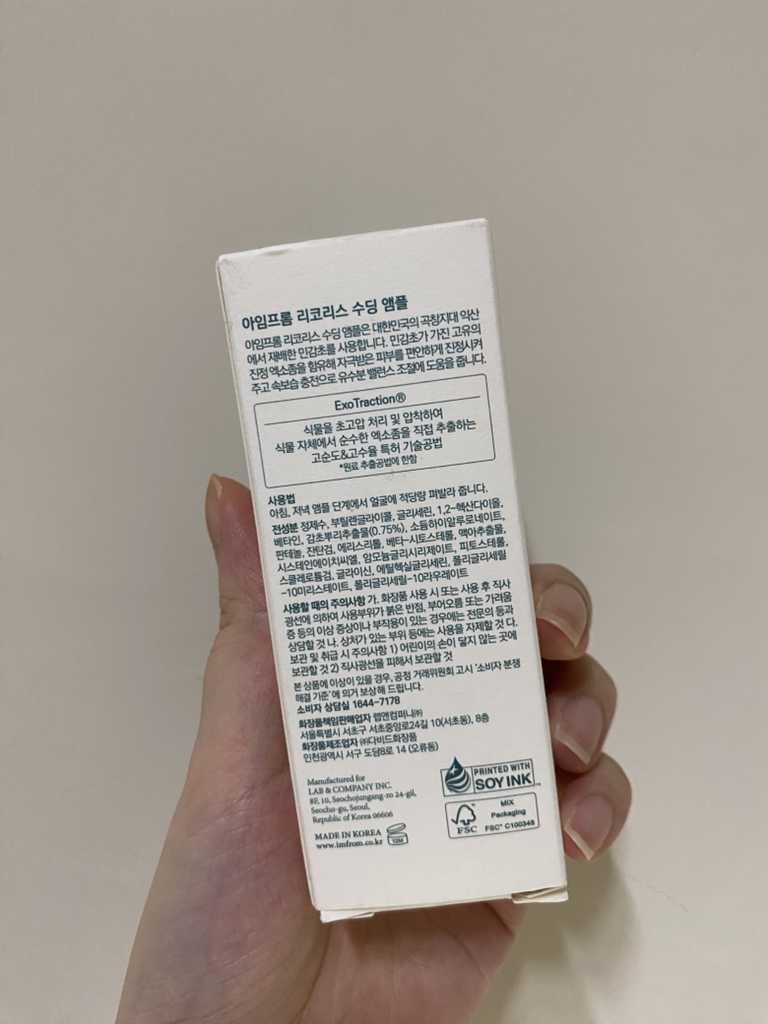 아임프롬 리코리스 수딩 앰플
아임프롬 리코리스 수딩 앰플은 대한민국의 곡창지대 익산
에서 재배한 민감초를 사용합니다. 민감초가 가진 고유의
진정 엑소좀을 함유해 자극받은 피부를 편안하게 진정시켜
주고 속보습 충전으로 유수분 밸런스 조절에 도움을 줍니다.
ExoTraction®
식물을 초고압 처리 및 압착하여
식물 자체에서 순수한 엑소좀을 직접 추출하는
고순도&고수율 특허 기술공법
*원료 추출공법에 한함
사용법
아침, 저녁 앰플 단계에서 얼굴에 적당량 펴발라 줍니다.
전성분 정제수, 부틸렌글라이콜, 글리세린, 1,2-헥산다이올,
베타인, 감초뿌리추출물(0.75%), 소듐하이알루로네이트,
판테놀, 잔탄검, 에리스리톨, 베타-시토스테롤, 맥아추출물,
시스테인에이치씨엘, 암모늄글리시리제이트, 피토스테롤,
스클레로튬검, 글라이신, 에틸헥실글리세린, 폴리글리세릴
-10미리스테이트, 폴리글리세릴-10라우레이트
사용할 때의 주의사항 가. 화장품 사용 시 또는 사용 후 직사
광선에 의하여 사용부위가 붉은 반점, 부어오름 또는 가려움
증 등의 이상 증상이나 부작용이 있는 경우에는 전문의 등과
상담할 것 나. 상처가 있는 부위 등에는 사용을 자제할 것 다.
보관 및 취급 시 주의사항 1) 어린이의 손이 닿지 않는 곳에
보관할 것 2) 직사광선을 피해서 보관할 것
본 상품에 이상이 있을 경우, 공정 거래위원회 고시 '소비자 분쟁
해결 기준'에 의거 보상해 드립니다.
소비자 상담실 1644-7178
화장품책임판매업자 랩앤컴퍼니㈜
서울특별시 서초구 서초중앙로24길 10(서초동), 8층
화장품제조업자 ㈜다비드화장품
인천광역시 서구 도담8로 14 (오류동)
Manufactured for
LAB & COMPANY INC.
8F, 10, Seochojungang-ro 24-gil,
Seocho-gu, Seoul,
Republic of Korea 06606
MADE IN KOREA 12M
www.imfrom.co.kr
PRINTED WITH
SOY INK™
FSC
MIX
Packaging
FSC™ C100348